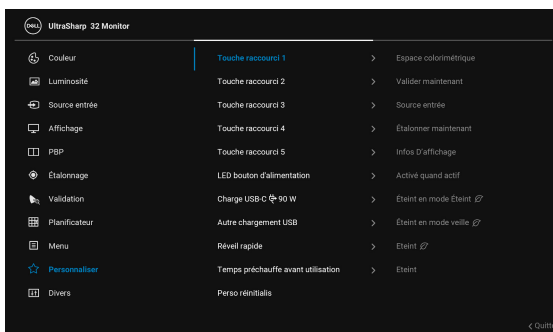 DELL UltraSharp 32 Monitor
Couleur Touche raccourci 1 Espace colorimétrique
Luminosité Touche raccourci 2 Valider maintenant
Source entrée Touche raccourci 3 Source entrée
Affichage Touche raccourci 4 Étalonner maintenant
PBP Touche raccourci 5 Infos D'affichage
Étalonnage LED bouton d'alimentation Activé quand actif
Validation Charge USB-C 90 W Éteint en mode Éteint
Planificateur Autre chargement USB Éteint en mode veille
Menu Réveil rapide Eteint
Personnaliser Temps préchauffe avant utilisation Eteint
Divers Perso réinitialis